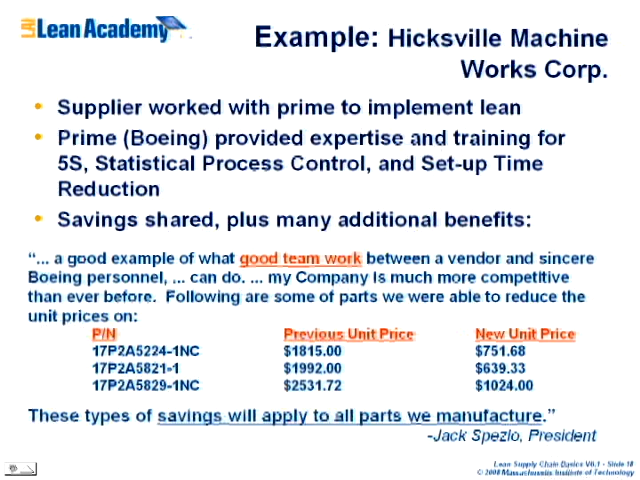 LAI Lean Academy
Example: Hicksville Machine
Works Corp.
• Supplier worked with prime to implement lean
• Prime (Boeing) provided expertise and training for
5S, Statistical Process Control, and Set-up Time
Reduction
• Savings shared, plus many additional benefits:
"... a good example of what good team work between a vendor and sincere
Boeing personnel, ... can do. ... my Company is much more competitive
than ever before. Following are some of parts we were able to reduce the
unit prices on:
P/N Previous Unit Price New Unit Price
17P2A5224-1NC $1815.00 $751.68
17P2A5821-1 $1992.00 $639.33
17P2A5829-1NC $2531.72 $1024.00
These types of savings will apply to all parts we manufacture."
-Jack Spezio, President
Lean Supply Chain Basics V6.1 - Slide 18
© 2008 Massachusetts Institute of Technology